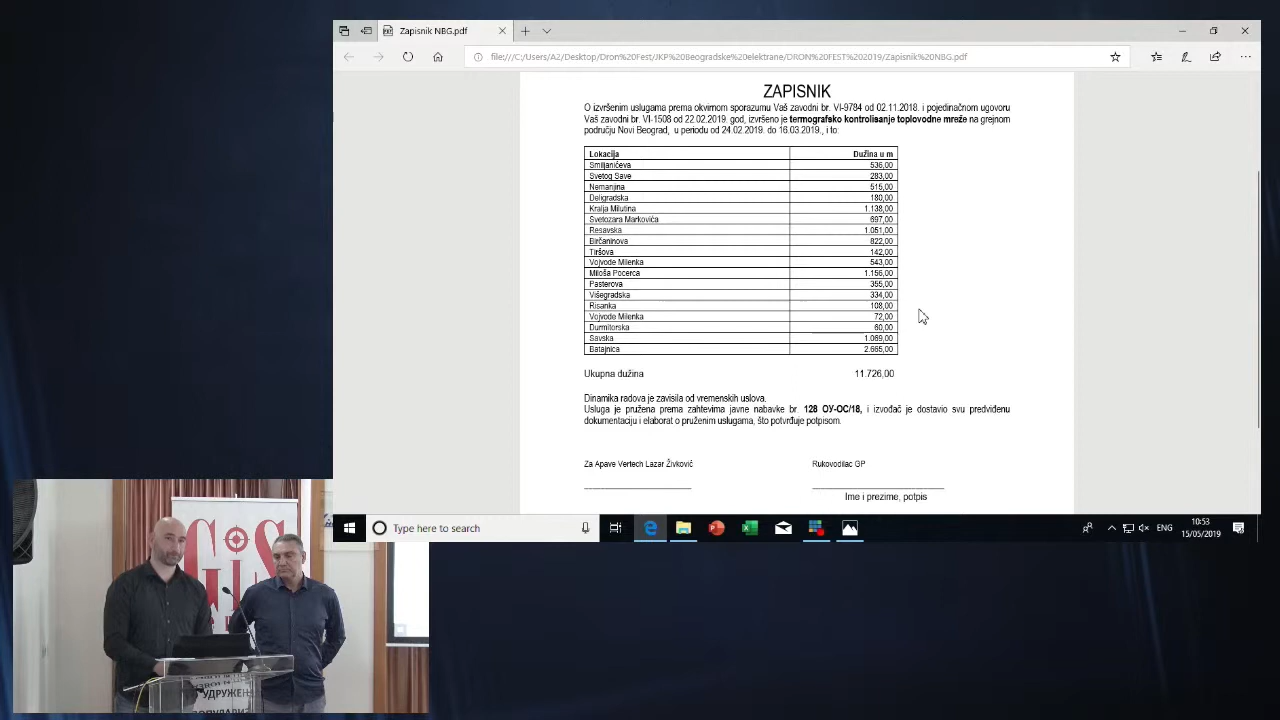 Zapisnik NBG.pdf
file:///C:/Users/A2/Desktop/Dron%20Fest/JKP%20Beogradske%20elektrane/DRON%20FEST%202019/Zapisnik%20NBG.pdf
ZAPISNIK
O izvršenim uslugama prema okvirnom sporazumu Vaš zavodni br. VI-9784 od 02.11.2018. i pojedinačnom ugovoru
Vaš zavodni br. VI-1508 od 22.02.2019. god, izvršeno je termografsko kontrolisanje toplovodne mreže na grejnom
području Novi Beograd, u periodu od 24.02.2019. do 16.03.2019., i to:
Lokacija Dužina u m
Smiljanićeva 536,00
Svetog Save 283,00
Nemanjina 515,00
Deligradska 180,00
Kralja Milutina 1.138,00
Svetozara Markovića 697,00
Resavska 1.051,00
Birčaninova 822,00
Tiršova 142,00
Vojvode Milenka 543,00
Miloša Pocerca 1.156,00
Pasterova 355,00
Višegradska 334,00
Risanka 108,00
Vojvode Milenka 72,00
Durmitorska 60,00
Savska 1.069,00
Batajnica 2.665,00
Ukupna dužina 11.726,00
Dinamika radova je zavisila od vremenskih uslova.
Usluga je pružena prema zahtevima javne nabavke br. 128 ОУ-ОС/18, i izvođač je dostavio svu predviđenu
dokumentaciju i elaborat o pruženim uslugama, što potvrđuje potpisom.
Za Apave Vertech Lazar Živković Rukovodilac GP
Ime i prezime, potpis
Type here to search
ENG
10:53
15/05/2019
GIS
УДРУЖЕЊ
ПОПУЛАРИЗ